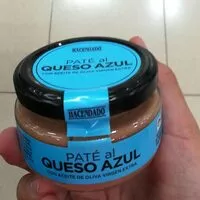 HACENDADO
PATÉ al
QUESO AZUL
CON ACEITE DE OLIVA VIRGEN EXTRA
HACENDADO
PATÉ al
QUESO AZUL
CON ACEITE DE OLIVA VIRGEN EXTRA